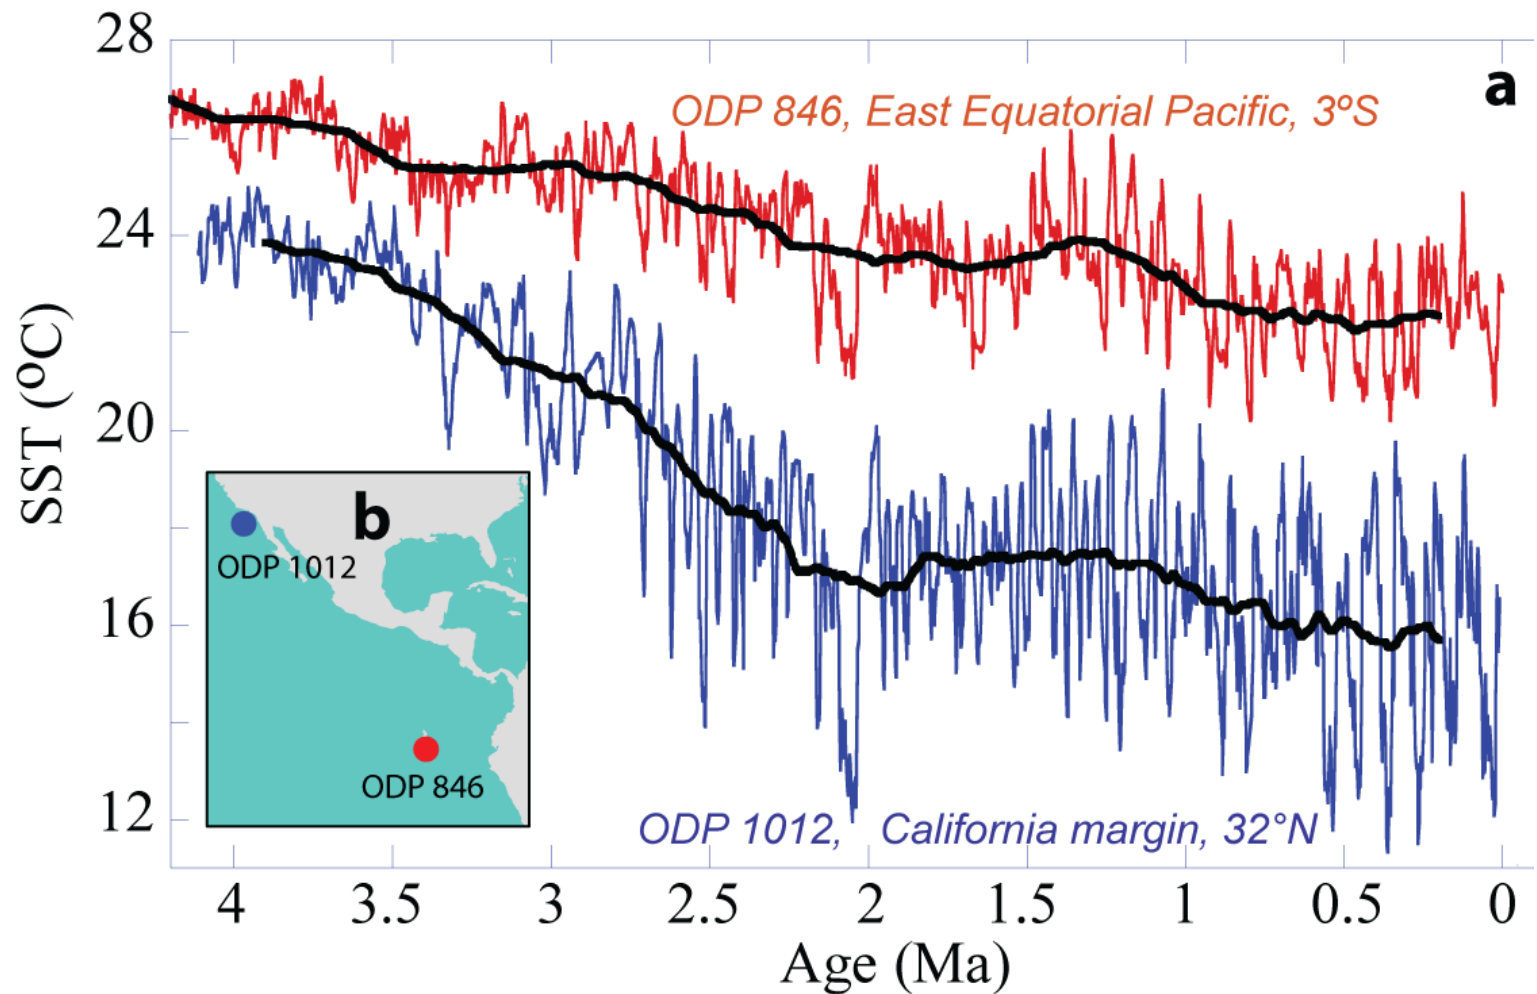 28
a
ODP 846, East Equatorial Pacific, 3ºS
24
SST (ºC)
20
b
ODP 1012
16
ODP 846
12
ODP 1012, California margin, 32°N
4 3.5 3 2.5 2 1.5 1 0.5 0
Age (Ma)